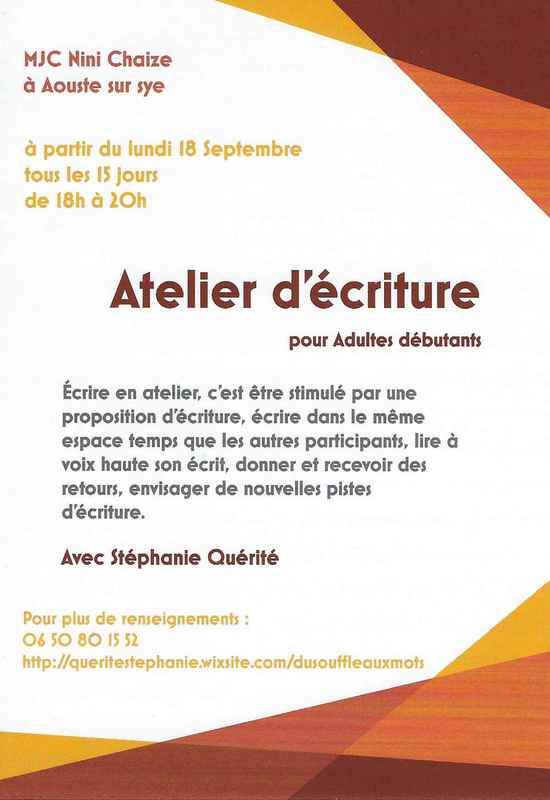 MJC Nini Chaize
à Aouste sur sye
à partir du lundi 18 Septembre
tous les 15 jours
de 18h à 20h
Atelier d'écriture
pour Adultes débutants
Écrire en atelier, c'est être stimulé par une
proposition d'écriture, écrire dans le même
espace temps que les autres participants, lire à
voix haute son écrit, donner et recevoir des
retours, envisager de nouvelles pistes
d'écriture.
Avec Stéphanie Quérité
Pour plus de renseignements :
06 50 80 15 52
http://queritestephanie.wixsite.com/dusouffleauxmots